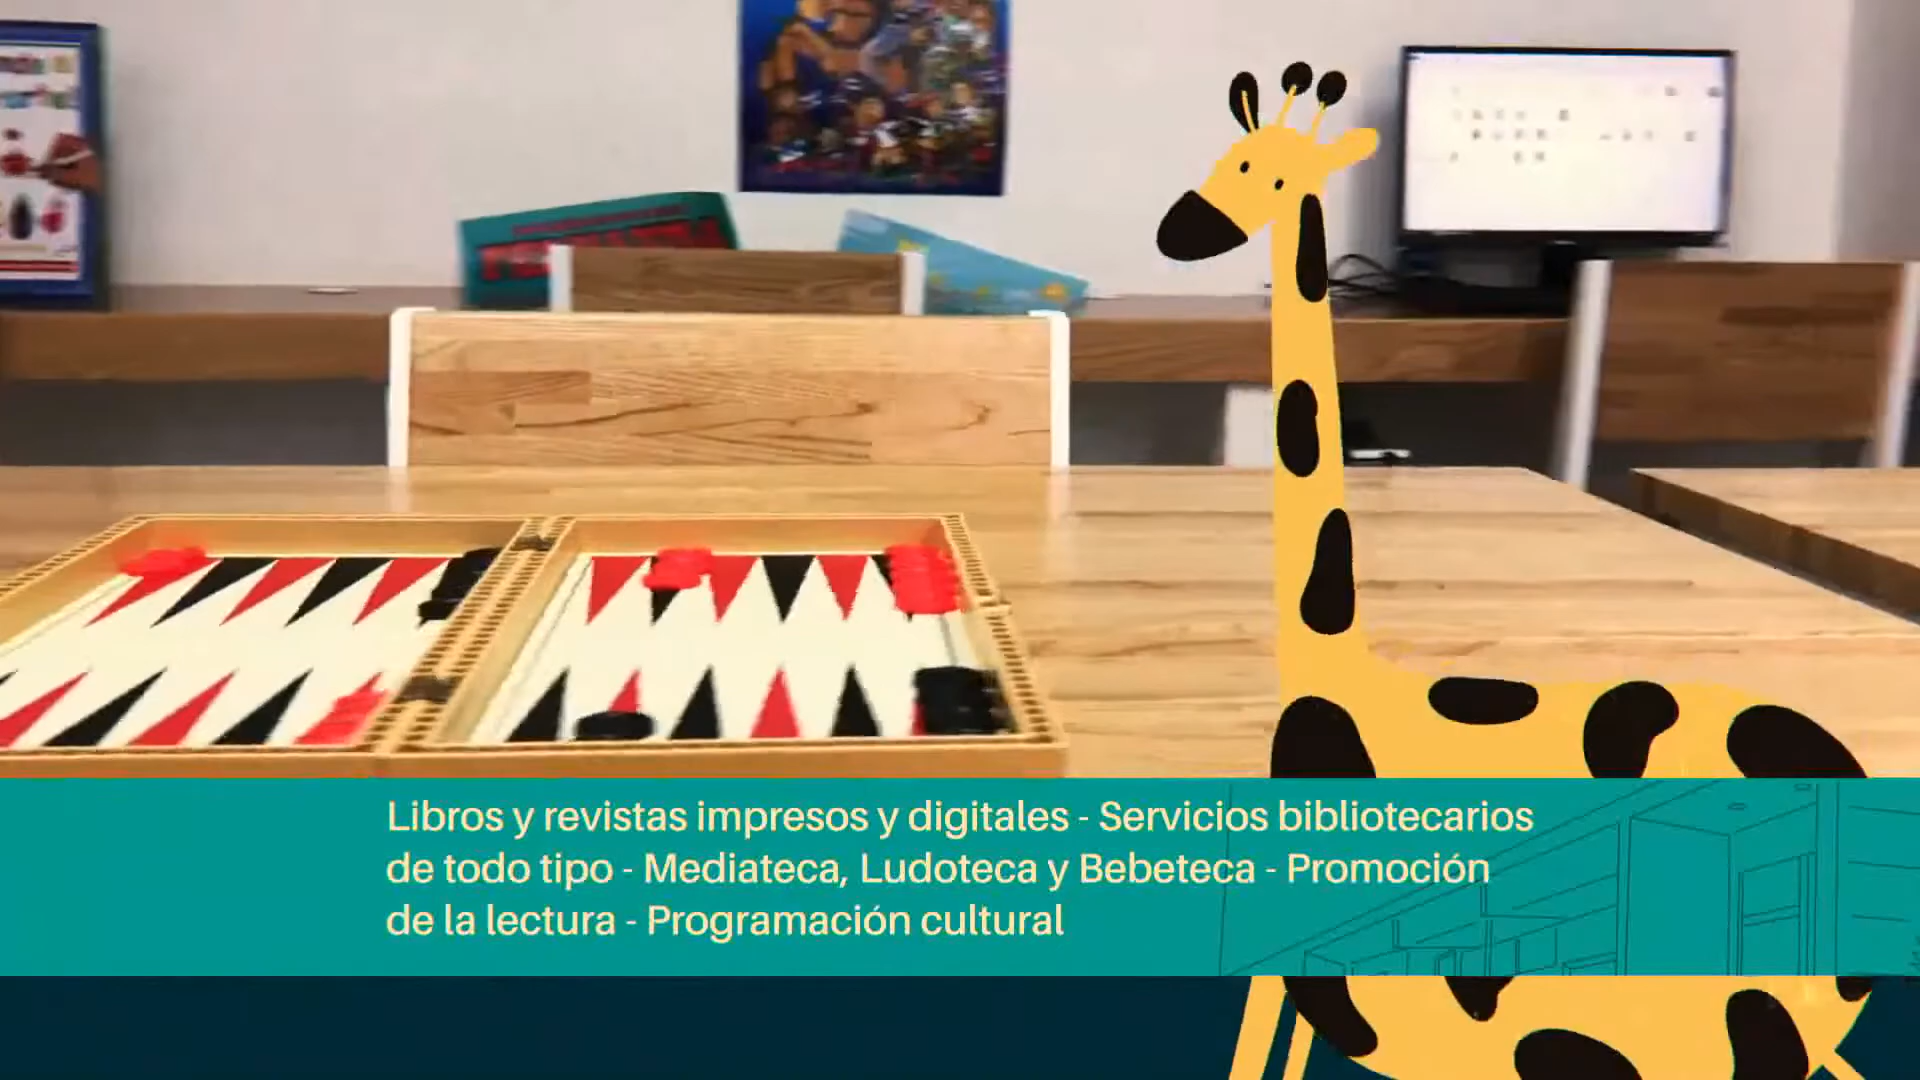 Libros y revistas impresos y digitales - Servicios bibliotecarios
de todo tipo - Mediateca, Ludoteca y Bebeteca - Promoción
de la lectura - Programación cultural